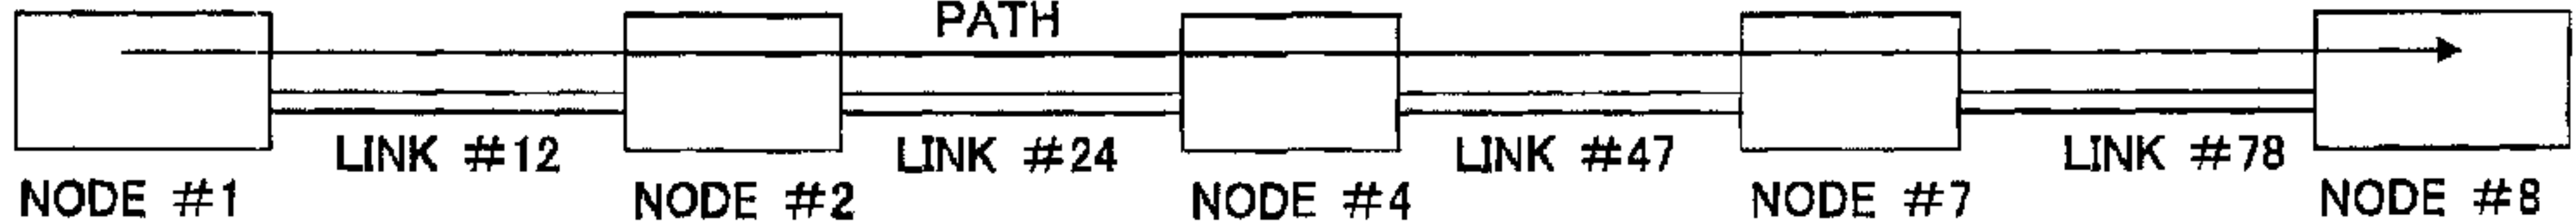 PATH
LINK #12
LINK #24
LINK #47
LINK #78
NODE #1
NODE #2
NODE #4
NODE #7
NODE #8